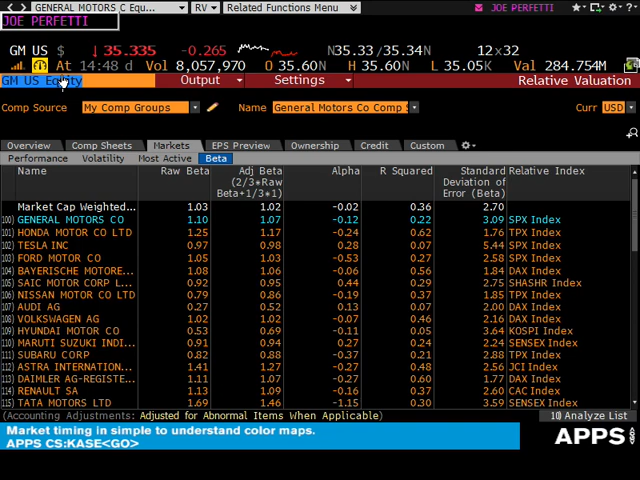 GENERAL MOTORS C Equ... RV Related Functions Menu JOE PERFETTI
JOE PERFETTI
GM US $ 35.335 -0.265 N35.33/35.34N 12x32
At 14:48 d Vol 8,057,970 O 35.60N H 35.60N L 35.05K Val 284.754M
GM US Equity Output Settings Relative Valuation
Comp Source My Comp Groups Name General Motors Co Comp Curr USD
Overview Comp Sheets Markets EPS Preview Ownership Credit Custom
Performance Volatility Most Active Beta
Name Raw Beta Adj Beta (2/3*Raw Beta+1/3*1) Alpha R Squared Standard Deviation of Error (Beta) Relative Index
Market Cap Weighted... 1.03 1.02 -0.02 0.36 2.70
100) GENERAL MOTORS CO 1.10 1.07 -0.12 0.22 3.09 SPX Index
101) HONDA MOTOR CO LTD 1.25 1.17 -0.24 0.62 1.76 TPX Index
102) TESLA INC 0.97 0.98 0.28 0.07 5.44 SPX Index
103) FORD MOTOR CO 1.05 1.03 -0.53 0.27 2.58 SPX Index
104) BAYERISCHE MOTORE... 1.08 1.06 -0.06 0.56 1.84 DAX Index
105) SAIC MOTOR CORP L... 0.92 0.95 0.44 0.29 2.75 SHASHR Index
106) NISSAN MOTOR CO LTD 0.79 0.86 -0.19 0.37 1.85 TPX Index
107) AUDI AG 0.27 0.52 0.13 0.07 2.00 DAX Index
108) VOLKSWAGEN AG 1.02 1.02 -0.07 0.46 2.16 DAX Index
109) HYUNDAI MOTOR CO 0.53 0.69 -0.11 0.05 3.64 KOSPI Index
110) MARUTI SUZUKI INDI... 0.91 0.94 0.34 0.24 2.24 SENSEX Index
111) SUBARU CORP 0.82 0.88 -0.37 0.21 2.88 TPX Index
112) ASTRA INTERNATION... 1.41 1.27 -0.37 0.48 2.56 JCI Index
113) DAIMLER AG-REGISTE... 1.11 1.07 -0.27 0.60 1.77 DAX Index
114) RENAULT SA 1.13 1.09 -0.16 0.37 2.94 CAC Index
115) TATA MOTORS LTD 1.69 1.46 -1.15 0.30 3.59 SENSEX Index
(Accounting Adjustments: Adjusted for Abnormal Items When Applicable) 10) Analyze List
Market timing in simple to understand color maps.
APPS CS:KASE<GO>
APPS